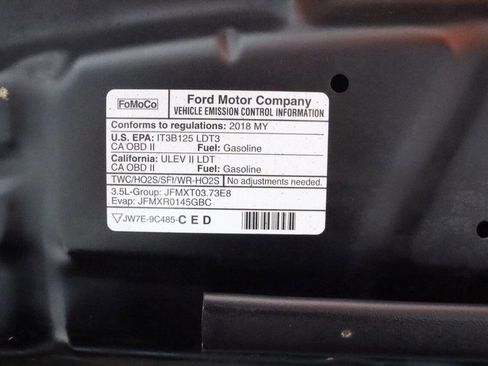 FoMoCo
Ford Motor Company
VEHICLE EMISSION CONTROL INFORMATION
Conforms to regulations: 2018 MY
U.S. EPA: IT3B125 LDT3
CA OBD II Fuel: Gasoline
California: ULEV II LDT
CA OBD II Fuel: Gasoline
TWC/HO2S/SFI/WR-HO2S No adjustments needed.
3.5L-Group: JFMXT03.73E8
Evap: JFMXR0145GBC
JW7E-9C485-CED